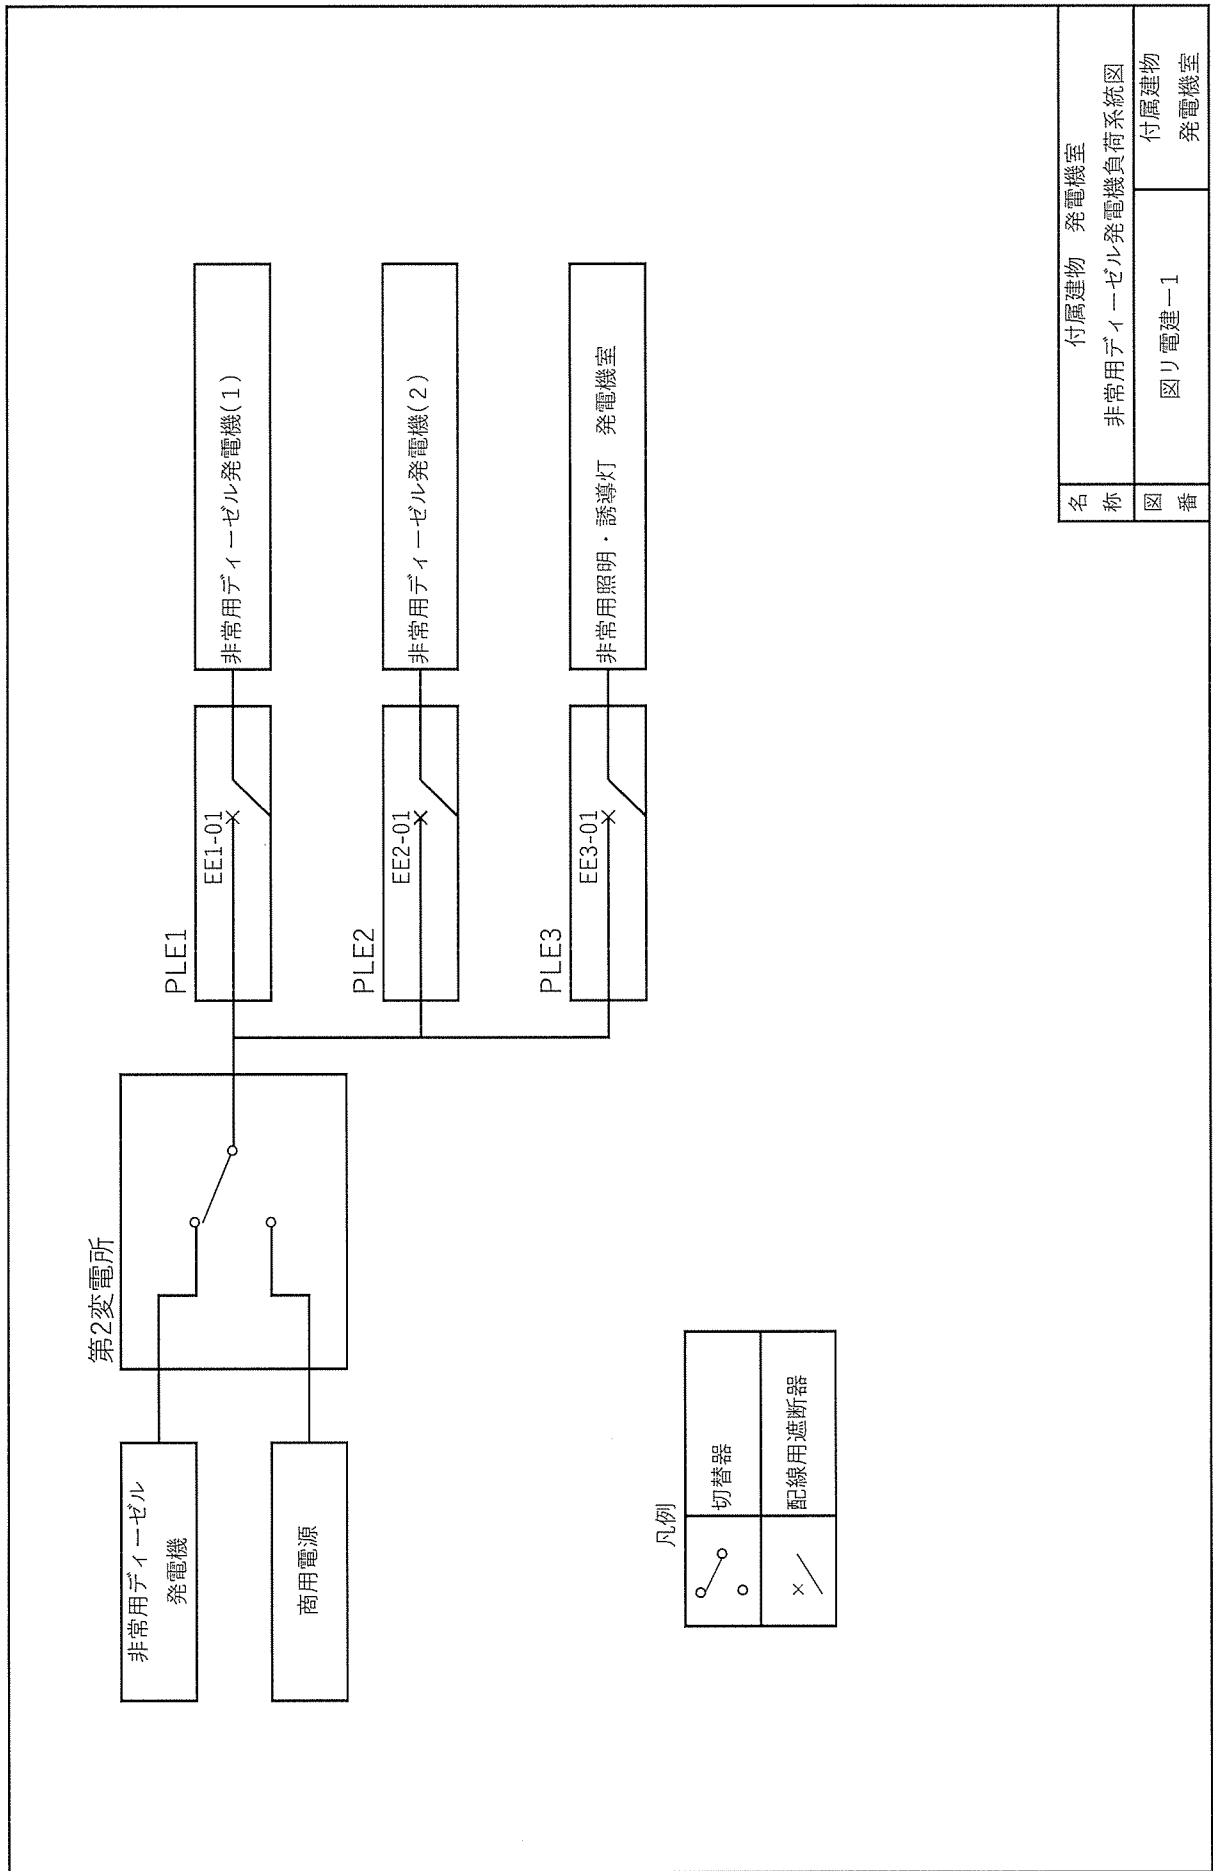 第2変電所
非常用ディーゼル
発電機
商用電源
PLE1
EE1-01
非常用ディーゼル発電機(1)
PLE2
EE2-01
非常用ディーゼル発電機(2)
PLE3
EE3-01
非常用照明・誘導灯　発電機室
凡例
切替器
配線用遮断器
名称
付属建物　発電機室
非常用ディーゼル発電機負荷系統図
図番
図リ電建－1
付属建物
発電機室